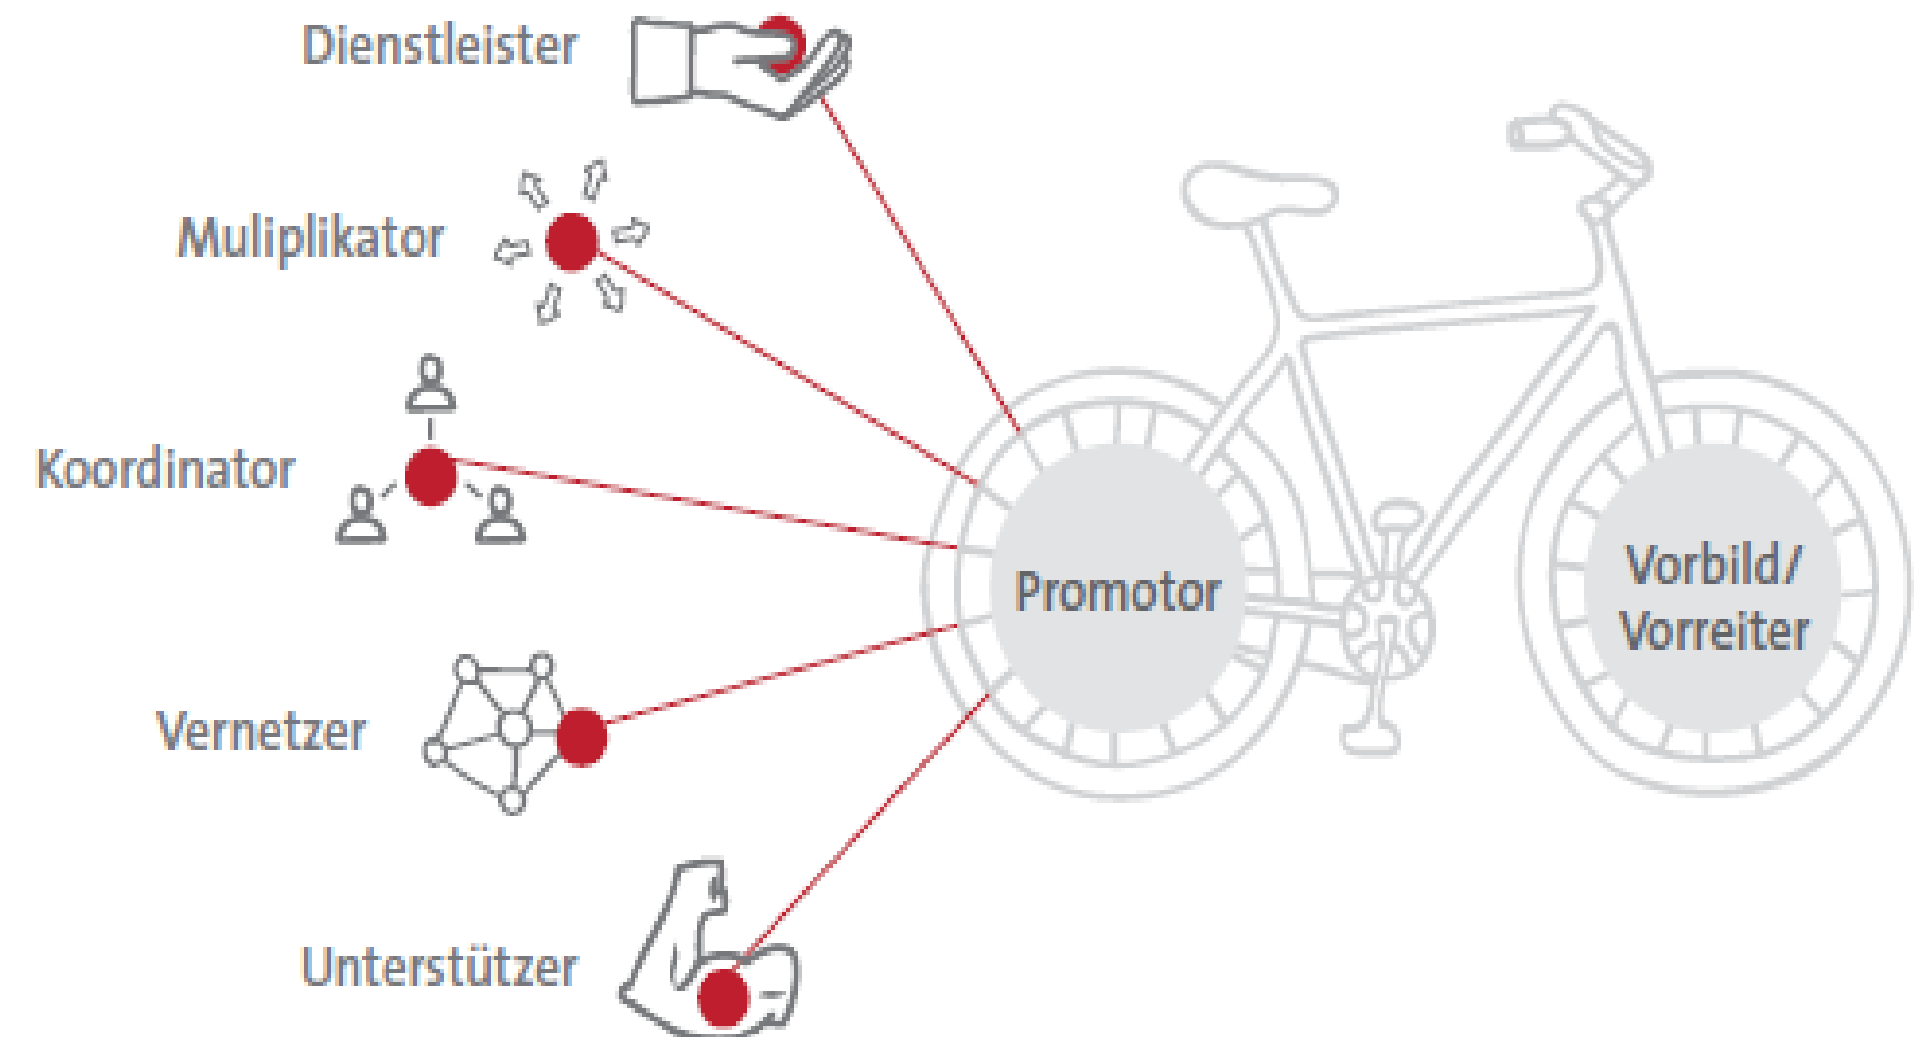 Dienstleister
Muliplikator
Koordinator
Promotor
Vorbild/
Vorreiter
Vernetzer
Unterstützer